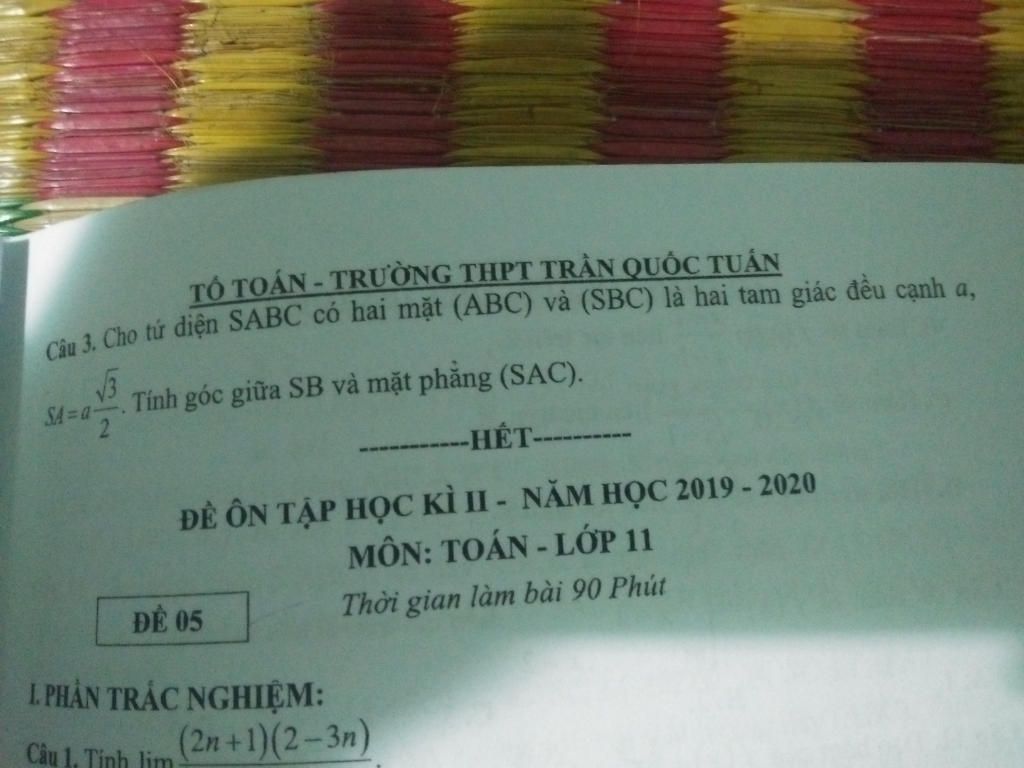 TỔ TOÁN - TRƯỜNG THPT TRẦN QUỐC TUẤN
Câu 3. Cho tứ diện SABC có hai mặt (ABC) và (SBC) là hai tam giác đều cạnh a,
SA = a √3/2. Tính góc giữa SB và mặt phẳng (SAC).
-----------HẾT----------
ĐỀ ÔN TẬP HỌC KÌ II - NĂM HỌC 2019 - 2020
MÔN: TOÁN - LỚP 11
Thời gian làm bài 90 Phút
ĐỀ 05
I. PHẦN TRẮC NGHIỆM:
Câu 1. Tính lim (2n+1)(2-3n)